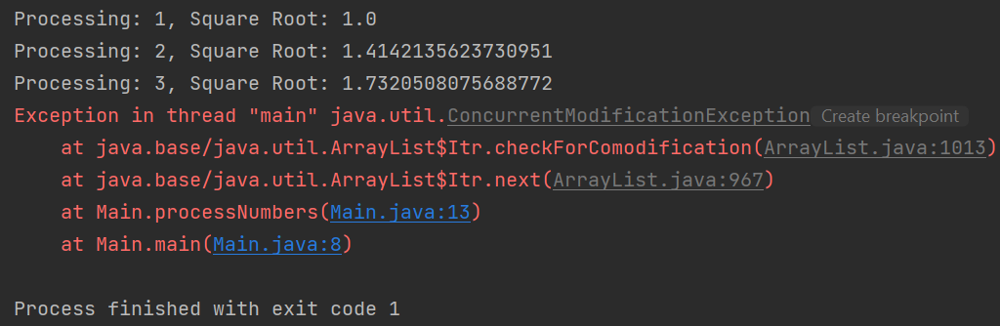 Processing: 1, Square Root: 1.0
Processing: 2, Square Root: 1.4142135623730951
Processing: 3, Square Root: 1.7320508075688772
Exception in thread "main" java.util.ConcurrentModificationException Create breakpoint
at java.base/java.util.ArrayList$Itr.checkForComodification(ArrayList.java:1013)
at java.base/java.util.ArrayList$Itr.next(ArrayList.java:967)
at Main.processNumbers(Main.java:13)
at Main.main(Main.java:8)
Process finished with exit code 1